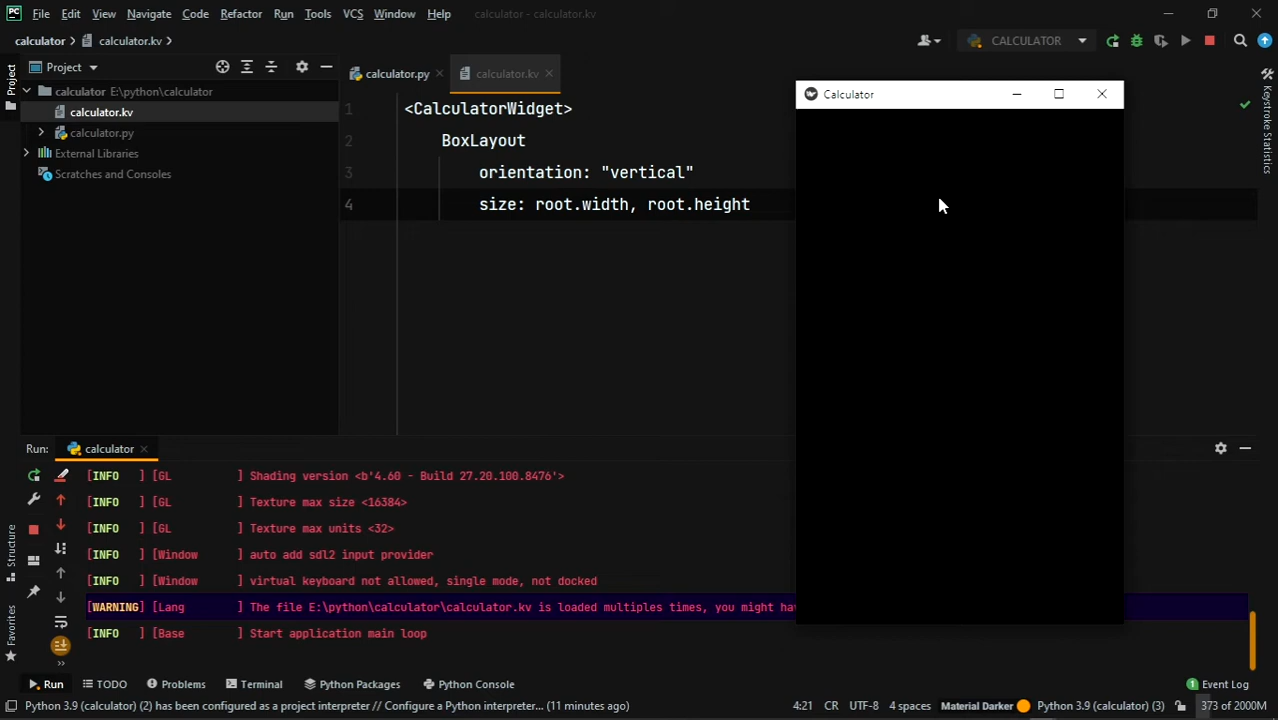 PC File Edit View Navigate Code Refactor Run Tools VCS Window Help calculator - calculator.kv
calculator calculator.kv CALCULATOR
Project calculator.py calculator.kv
calculator E:\python\calculator
calculator.kv
calculator.py
External Libraries
Scratches and Consoles
Project
1 <CalculatorWidget>
2 BoxLayout
3 orientation: "vertical"
4 size: root.width, root.height
Calculator
Keystroke Statistics
Run: calculator
[INFO ] [GL ] Shading version <b'4.60 - Build 27.20.100.8476'>
[INFO ] [GL ] Texture max size <16384>
[INFO ] [GL ] Texture max units <32>
[INFO ] [Window ] auto add sdl2 input provider
[INFO ] [Window ] virtual keyboard not allowed, single mode, not docked
[WARNING] [Lang ] The file E:\python\calculator\calculator.kv is loaded multiples times, you might hav
[INFO ] [Base ] Start application main loop
Structure
Favorites
Run TODO Problems Terminal Python Packages Python Console 1 Event Log
Python 3.9 (calculator) (2) has been configured as a project interpreter // Configure a Python interpreter... (11 minutes ago) 4:21 CR UTF-8 4 spaces Material Darker Python 3.9 (calculator) (3) 373 of 2000M